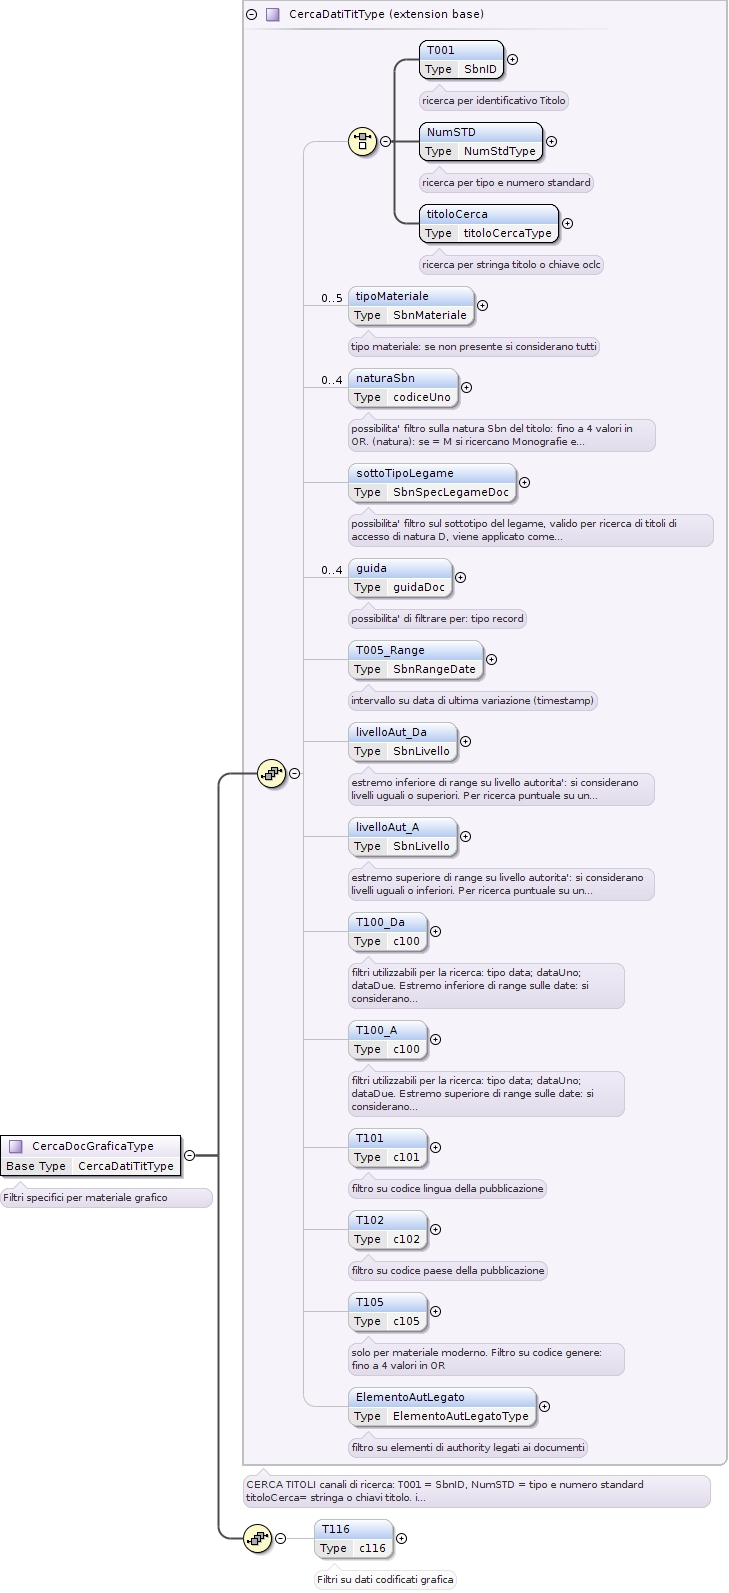 CercaDatiTitType (extension base)
T001
Type SbnID
ricerca per identificativo Titolo
NumSTD
Type NumStdType
ricerca per tipo e numero standard
titoloCerca
Type titoloCercaType
ricerca per stringa titolo o chiave oclc
0..5 tipoMateriale
Type SbnMateriale
tipo materiale: se non presente si considerano tutti
0..4 naturaSbn
Type codiceUno
possibilita' filtro sulla natura Sbn del titolo: fino a 4 valori in
OR. (natura): se = M si ricercano Monografie e...
sottoTipoLegame
Type SbnSpecLegameDoc
possibilita' filtro sul sottotipo del legame, valido per ricerca di titoli di
accesso di natura D, viene applicato come...
0..4 guida
Type guidaDoc
possibilita' di filtrare per: tipo record
T005_Range
Type SbnRangeDate
intervallo su data di ultima variazione (timestamp)
livelloAut_Da
Type SbnLivello
estremo inferiore di range su livello autorita': si considerano
livelli uguali o superiori. Per ricerca puntuale su un...
livelloAut_A
Type SbnLivello
estremo superiore di range su livello autorita': si considerano
livelli uguali o inferiori. Per ricerca puntuale su un...
T100_Da
Type c100
filtri utilizzabili per la ricerca: tipo data; dataUno;
dataDue. Estremo inferiore di range sulle date: si
considerano...
T100_A
Type c100
filtri utilizzabili per la ricerca: tipo data; dataUno;
dataDue. Estremo superiore di range sulle date: si
considerano...
T101
Type c101
filtro su codice lingua della pubblicazione
T102
Type c102
filtro su codice paese della pubblicazione
T105
Type c105
solo per materiale moderno. Filtro su codice genere:
fino a 4 valori in OR
ElementoAutLegato
Type ElementoAutLegatoType
filtro su elementi di authority legati ai documenti
CERCA TITOLI canali di ricerca: T001 = SbnID, NumSTD = tipo e numero standard
titoloCerca= stringa o chiavi titolo. i...
CercaDocGraficaType
Base Type CercaDatiTitType
Filtri specifici per materiale grafico
T116
Type c116
Filtri su dati codificati grafica